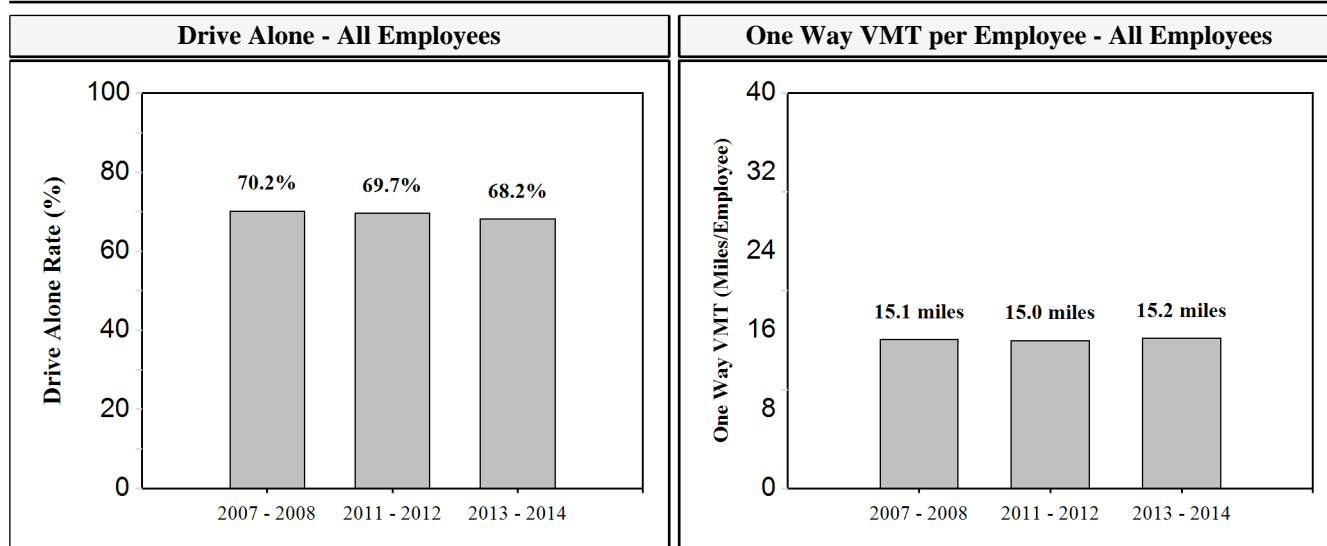 Drive Alone - All Employees
One Way VMT per Employee - All Employees
Drive Alone Rate (%)
100
80
60
40
20
0
70.2%
69.7%
68.2%
2007 - 2008
2011 - 2012
2013 - 2014
One Way VMT (Miles/Employee)
40
32
24
16
8
0
15.1 miles
15.0 miles
15.2 miles
2007 - 2008
2011 - 2012
2013 - 2014